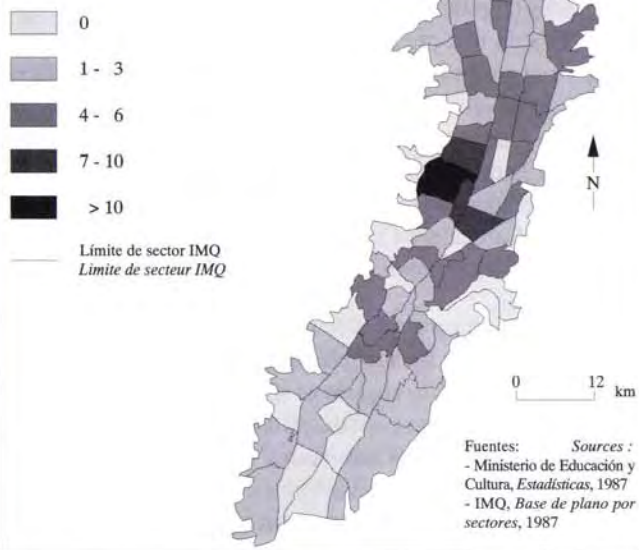 0
1 - 3
4 - 6
7 - 10
> 10
Límite de sector IMQ
Limite de secteur IMQ
N
0 12
km
Fuentes: Sources :
- Ministerio de Educación y
Cultura, Estadísticas, 1987
- IMQ, Base de plano por
sectores, 1987